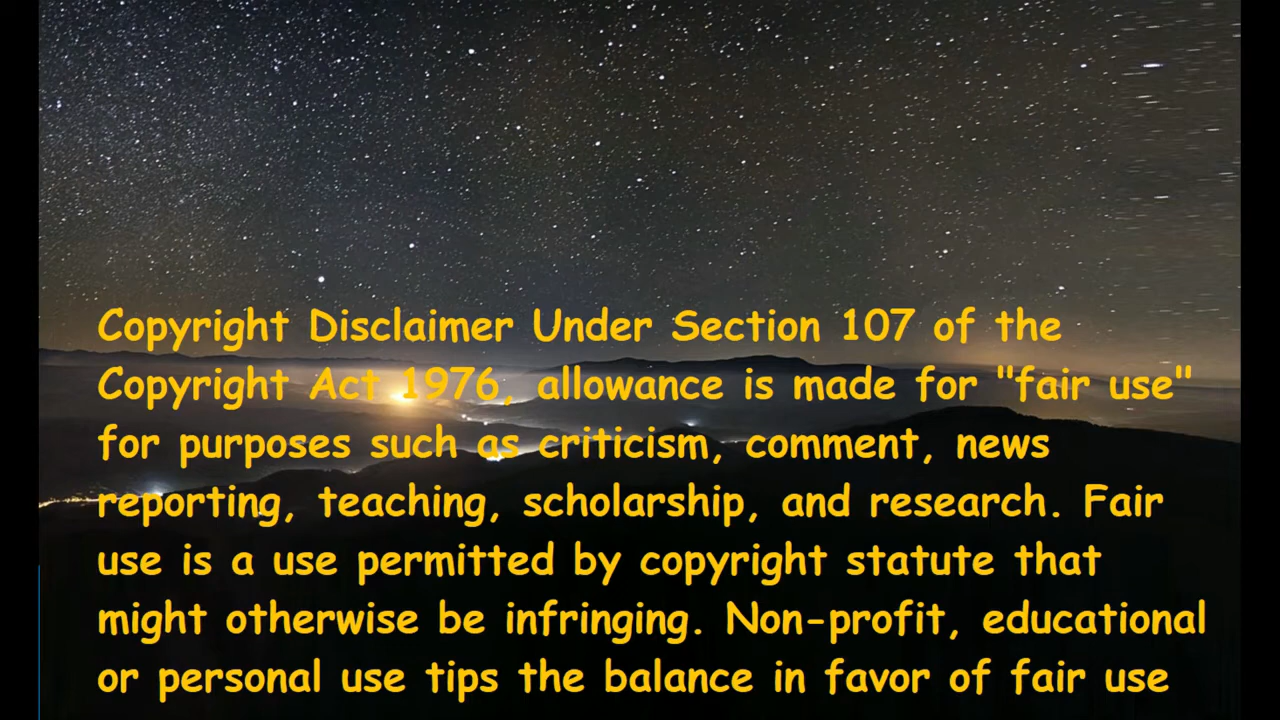 Copyright Disclaimer Under Section 107 of the
Copyright Act 1976, allowance is made for "fair use"
for purposes such as criticism, comment, news
reporting, teaching, scholarship, and research. Fair
use is a use permitted by copyright statute that
might otherwise be infringing. Non-profit, educational
or personal use tips the balance in favor of fair use